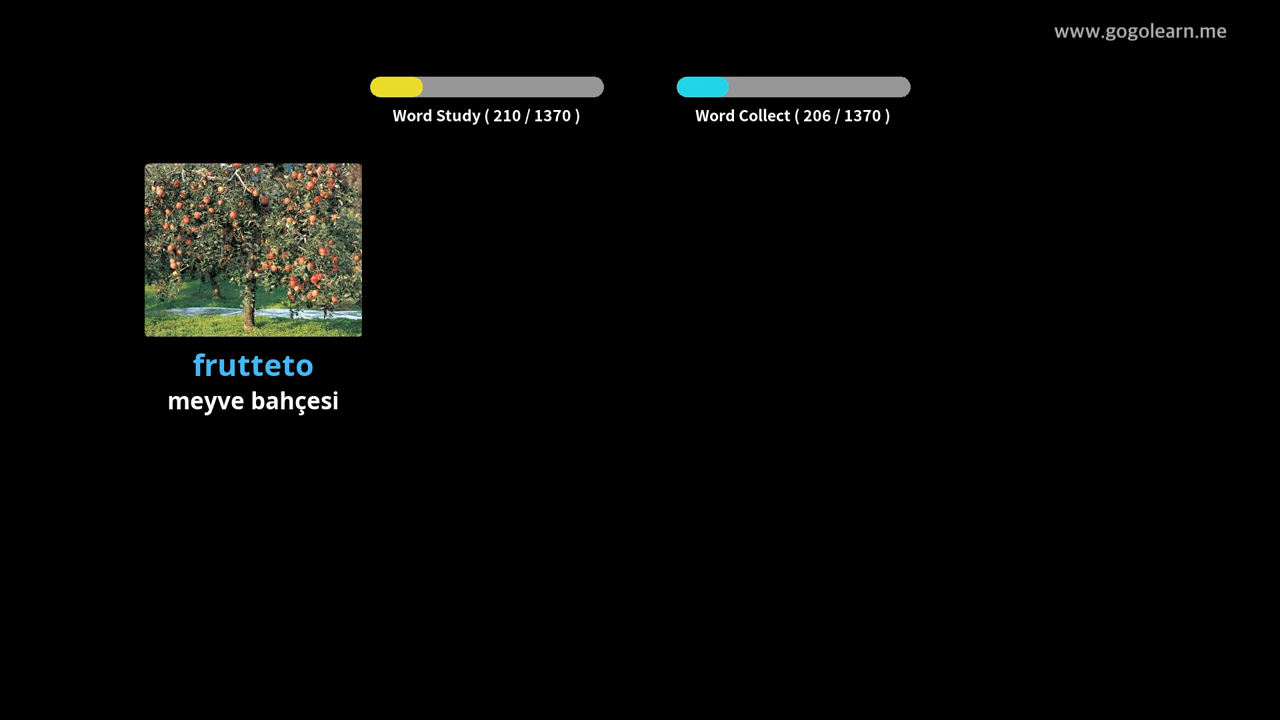 www.gogolearn.me
Word Study ( 210 / 1370 )
Word Collect ( 206 / 1370 )
frutteto
meyve bahçesi